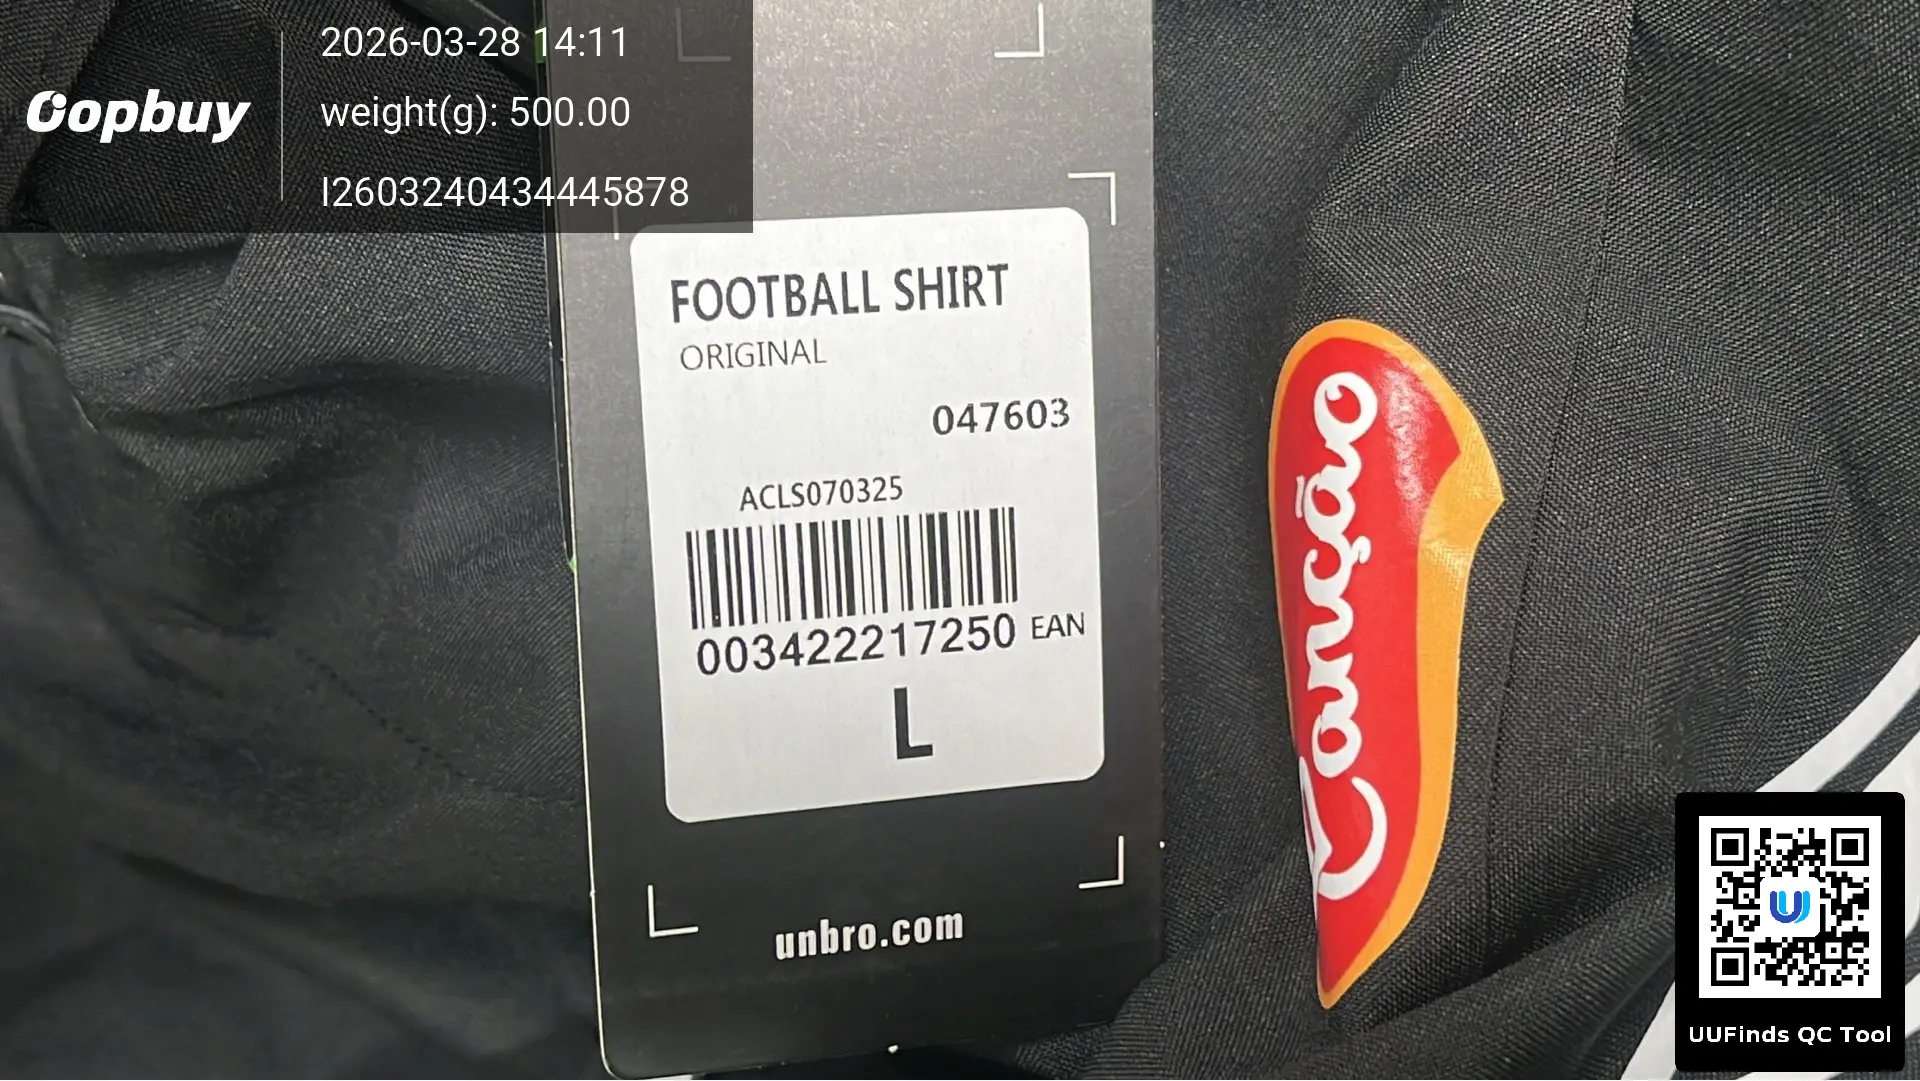 Oopbuy
2026-03-28 14:11
weight(g): 500.00
I2603240434445878
FOOTBALL SHIRT
ORIGINAL
047603
ACLS070325
003422217250 EAN
L
unbro.com
Canção
UUFinds QC Tool